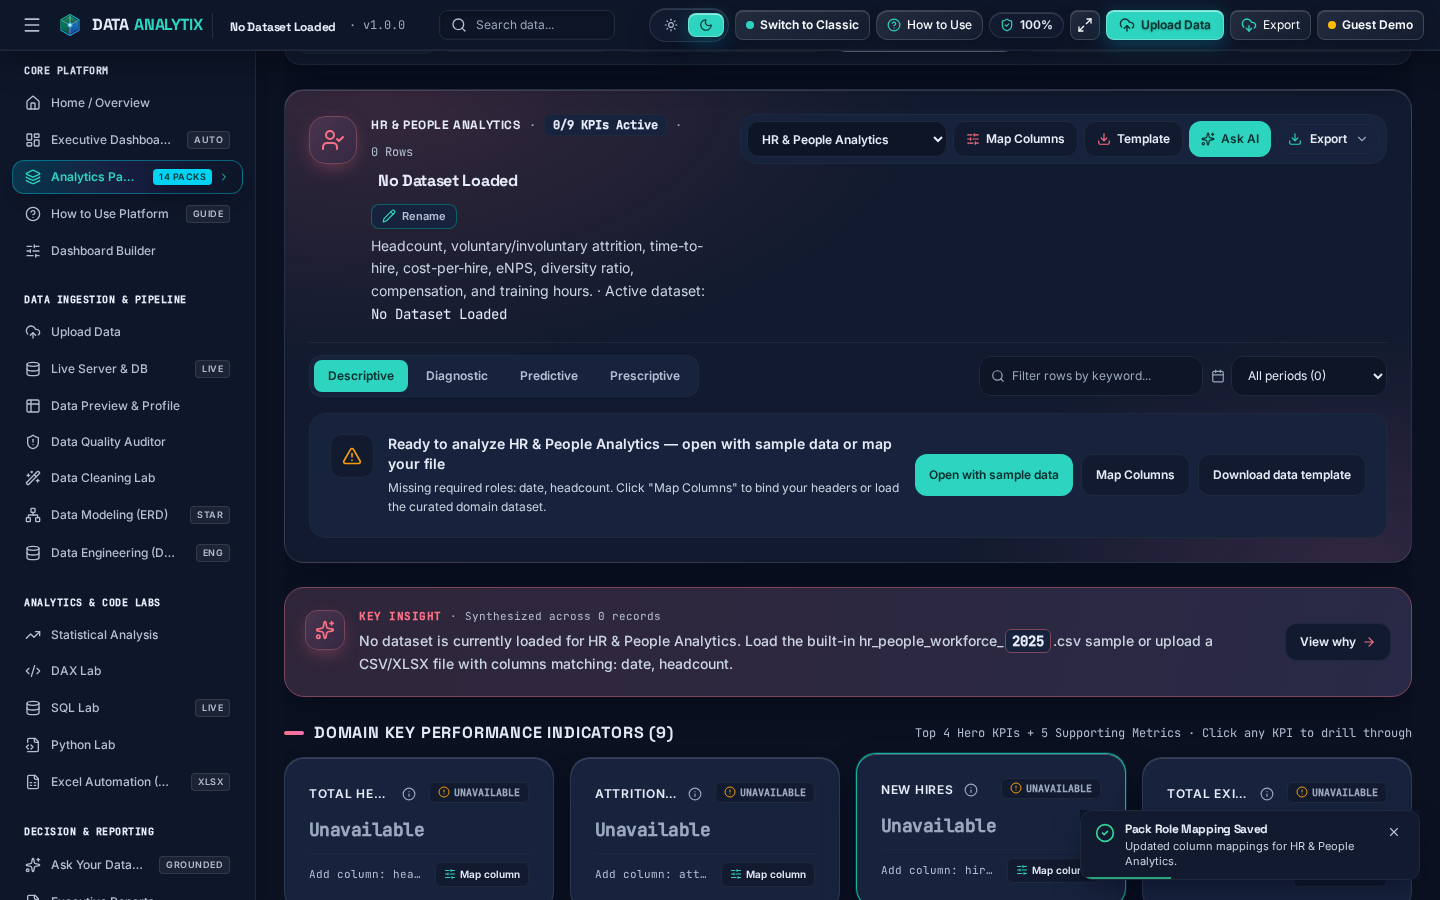 DATA ANALYTIX
No Dataset Loaded
· v1.0.0
Search data...
Switch to Classic
How to Use
100%
Upload Data
Export
Guest Demo
CORE PLATFORM
Home / Overview
Executive Dashboa... AUTO
Analytics Pa... 14 PACKS
How to Use Platform GUIDE
Dashboard Builder
DATA INGESTION & PIPELINE
Upload Data
Live Server & DB LIVE
Data Preview & Profile
Data Quality Auditor
Data Cleaning Lab
Data Modeling (ERD) STAR
Data Engineering (D... ENG
ANALYTICS & CODE LABS
Statistical Analysis
DAX Lab
SQL Lab LIVE
Python Lab
Excel Automation (... XLSX
DECISION & REPORTING
Ask Your Data... GROUNDED
Executive Reports
HR & PEOPLE ANALYTICS · 0/9 KPIs Active ·
0 Rows
No Dataset Loaded
Rename
Headcount, voluntary/involuntary attrition, time-to-
hire, cost-per-hire, eNPS, diversity ratio,
compensation, and training hours. · Active dataset:
No Dataset Loaded
HR & People Analytics
Map Columns
Template
Ask AI
Export
Descriptive
Diagnostic
Predictive
Prescriptive
Filter rows by keyword...
All periods (0)
Ready to analyze HR & People Analytics — open with sample data or map
your file
Missing required roles: date, headcount. Click "Map Columns" to bind your headers or load
the curated domain dataset.
Open with sample data
Map Columns
Download data template
KEY INSIGHT · Synthesized across 0 records
No dataset is currently loaded for HR & People Analytics. Load the built-in hr_people_workforce_ 2025 .csv sample or upload a
CSV/XLSX file with columns matching: date, headcount.
View why
DOMAIN KEY PERFORMANCE INDICATORS (9)
Top 4 Hero KPIs + 5 Supporting Metrics · Click any KPI to drill through
TOTAL HE... UNAVAILABLE
Unavailable
Add column: hea... Map column
ATTRITION... UNAVAILABLE
Unavailable
Add column: att... Map column
NEW HIRES UNAVAILABLE
Unavailable
Add column: hir... Map colur
TOTAL EXI... UNAVAILABLE
Pack Role Mapping Saved
Updated column mappings for HR & People
Analytics.